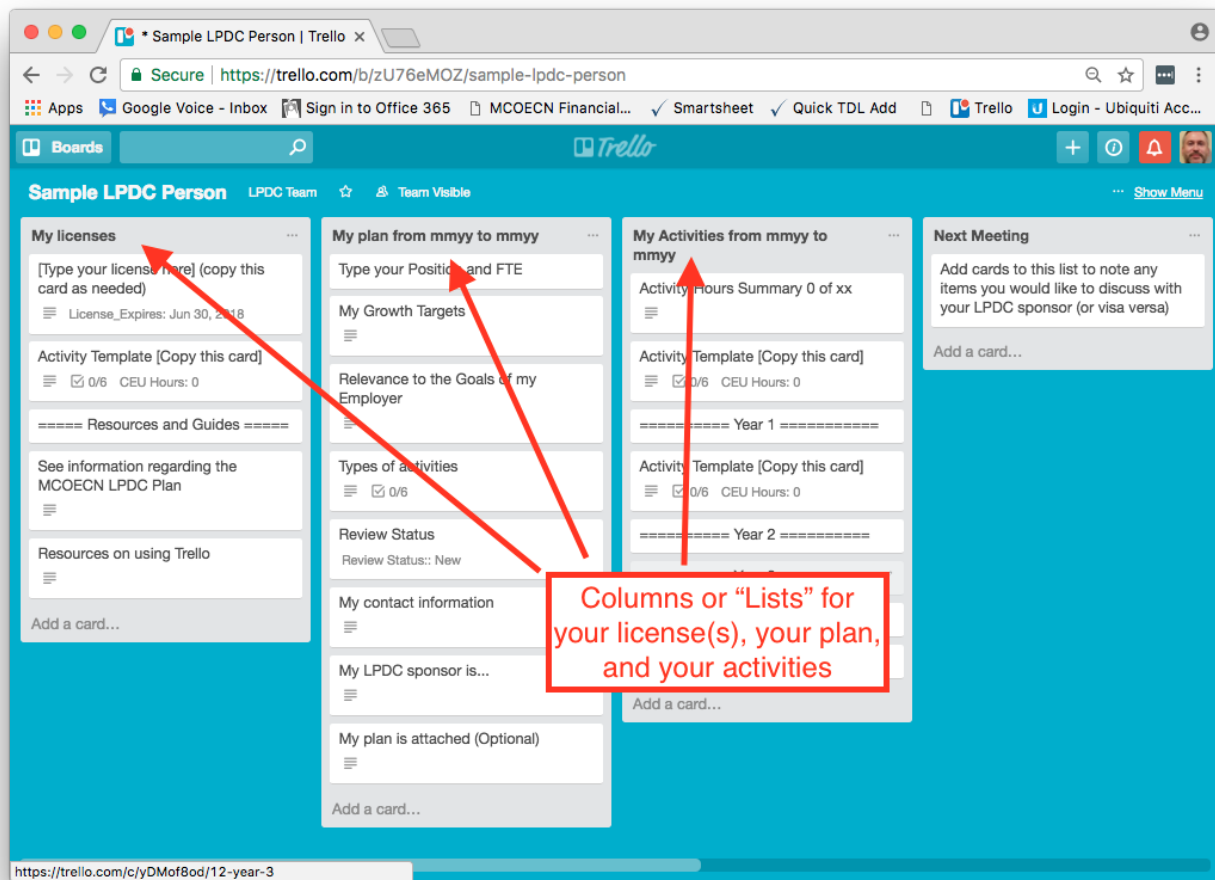 * Sample LPDC Person | Trello
Secure | https://trello.com/b/zU76eMOZ/sample-lpdc-person
Apps Google Voice - Inbox Sign in to Office 365 MCOECN Financial... Smartsheet Quick TDL Add Trello Login - Ubiquiti Acc...
Boards
Trello
Sample LPDC Person LPDC Team Team Visible ... Show Menu
My licenses
[Type your license here] (copy this
card as needed)
License_Expires: Jun 30, 2018
Activity Template [Copy this card]
0/6 CEU Hours: 0
===== Resources and Guides =====
See information regarding the
MCOECN LPDC Plan
Resources on using Trello
Add a card...
My plan from mmyy to mmyy
Type your Position and FTE
My Growth Targets
Relevance to the Goals of my
Employer
Types of activities
0/6
Review Status
Review Status:: New
My contact information
My LPDC sponsor is...
My plan is attached (Optional)
Add a card...
My Activities from mmyy to
mmyy
Activity Hours Summary 0 of xx
Activity Template [Copy this card]
0/6 CEU Hours: 0
========== Year 1 ===========
Activity Template [Copy this card]
0/6 CEU Hours: 0
========== Year 2 ==========
Add a card...
Next Meeting
Add cards to this list to note any
items you would like to discuss with
your LPDC sponsor (or visa versa)
Add a card...
Columns or “Lists” for
your license(s), your plan,
and your activities
https://trello.com/c/yDMof8od/12-year-3